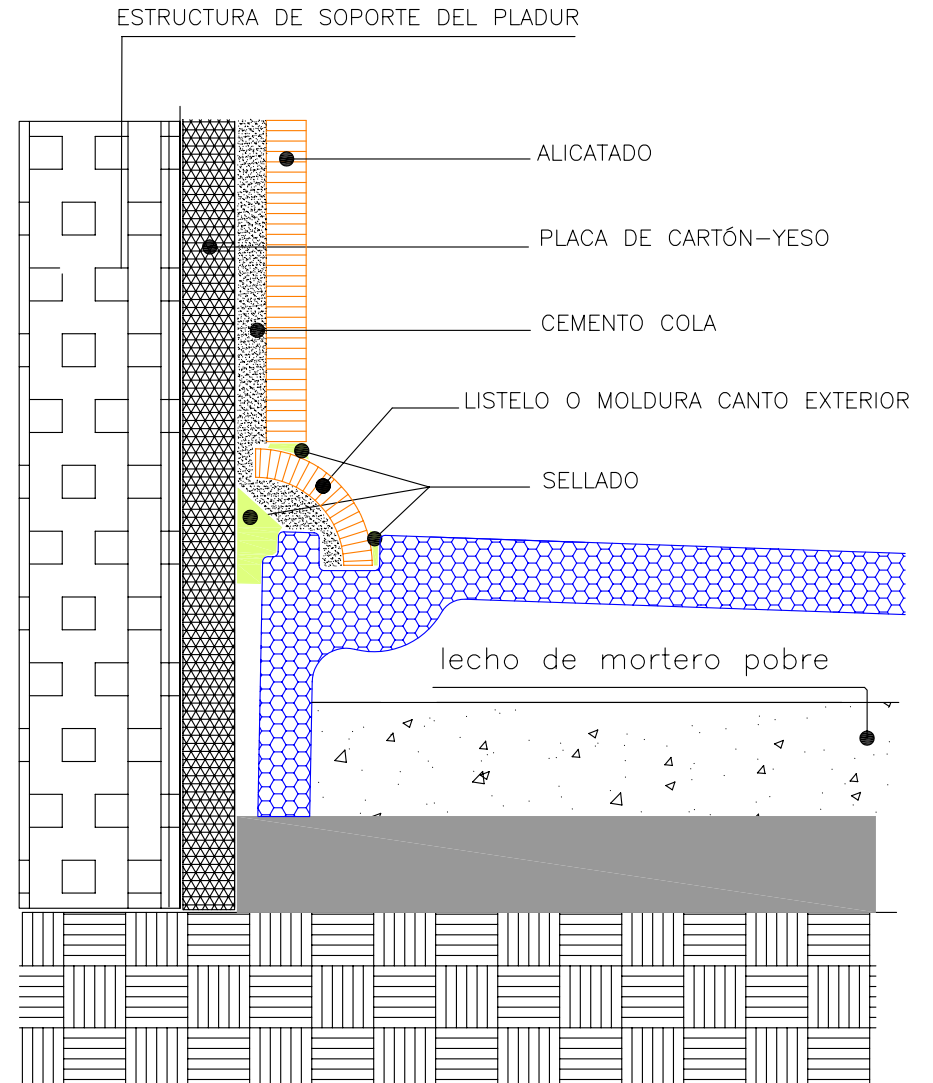 ESTRUCTURA DE SOPORTE DEL PLADUR
ALICATADO
PLACA DE CARTÓN-YESO
CEMENTO COLA
LISTELO O MOLDURA CANTO EXTERIOR
SELLADO
lecho de mortero pobre